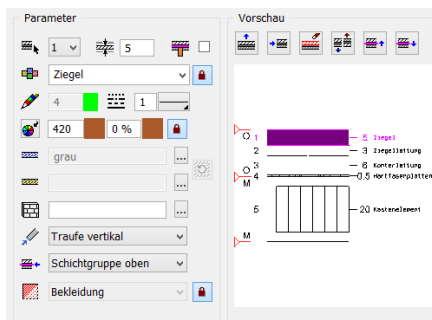 Parameter
1
5
Ziegel
4
1
420
0 %
grau
...
...
...
Traufe vertikal
Schichtgruppe oben
Bekleidung
Vorschau
O 1
5 Ziegel
2
3 Ziegellattung
3
6 Konterlattung
O
4
0.5 Hartfaserplatten
M
5
20 Kastenelement
M